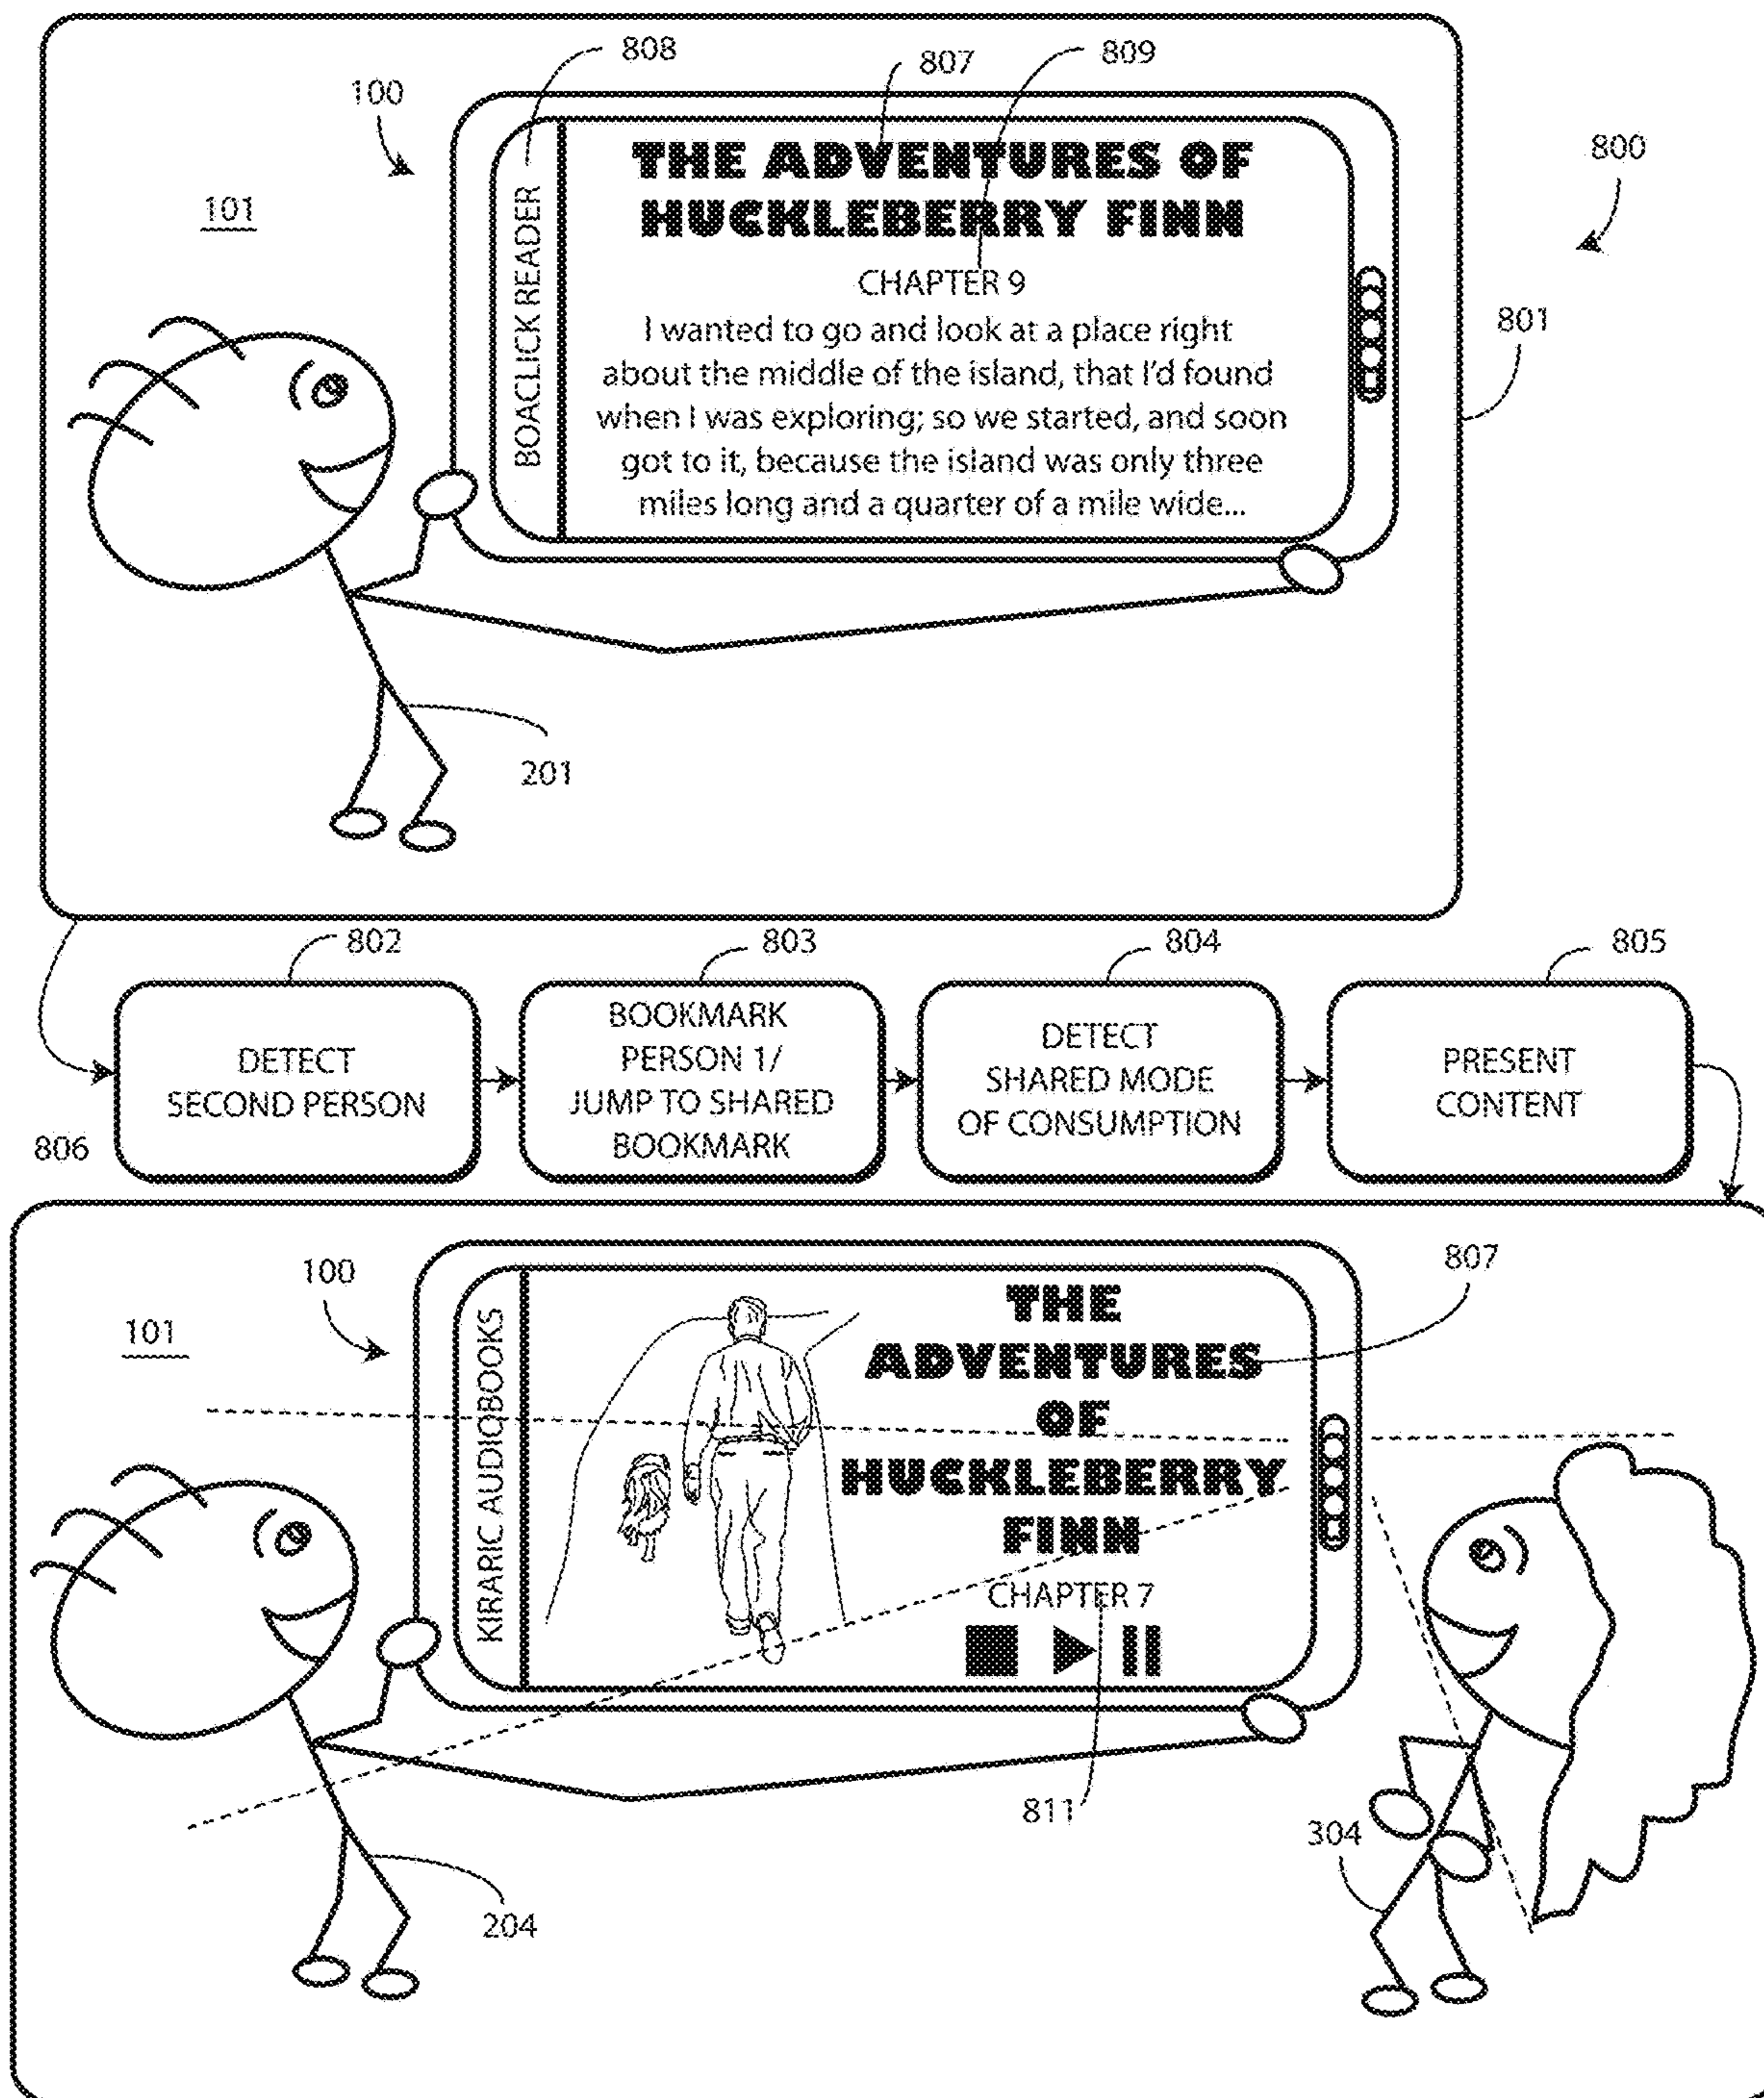 808
807
809
100
800
101
THE ADVENTURES OF
HUCKLEBERRY FINN
BOACLICK READER
CHAPTER 9
801
I wanted to go and look at a place right
about the middle of the island, that I'd found
when I was exploring; so we started, and soon
got to it, because the island was only three
miles long and a quarter of a mile wide...
201
802
803
804
805
DETECT
SECOND PERSON
BOOKMARK
PERSON 1/
JUMP TO SHARED
BOOKMARK
DETECT
SHARED MODE
OF CONSUMPTION
PRESENT
CONTENT
806
807
100
101
KIRARIC AUDIOBOOKS
THE
ADVENTURES
OF
HUCKLEBERRY
FINN
CHAPTER 7
811
304
204